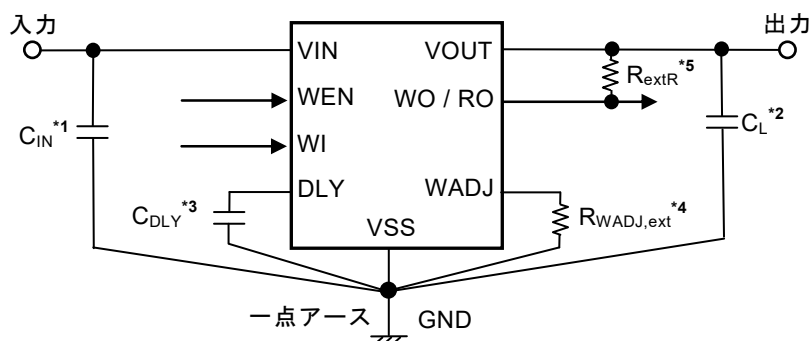 入力
出力
VIN
VOUT
R_extR*5
WEN
WO / RO
C_IN*1
WI
C_L*2
DLY
WADJ
C_DLY*3
R_WADJ,ext*4
VSS
一点アース
GND